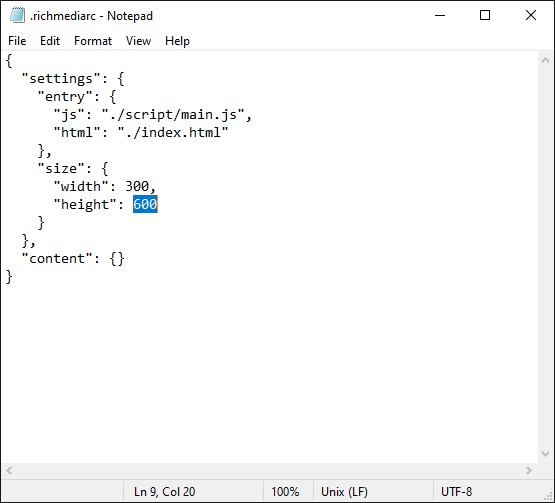 .richmediarc - Notepad
File Edit Format View Help
{
  "settings": {
    "entry": {
      "js": "./script/main.js",
      "html": "./index.html"
    },
    "size": {
      "width": 300,
      "height": 600
    }
  },
  "content": {}
}
Ln 9, Col 20 100% Unix (LF) UTF-8